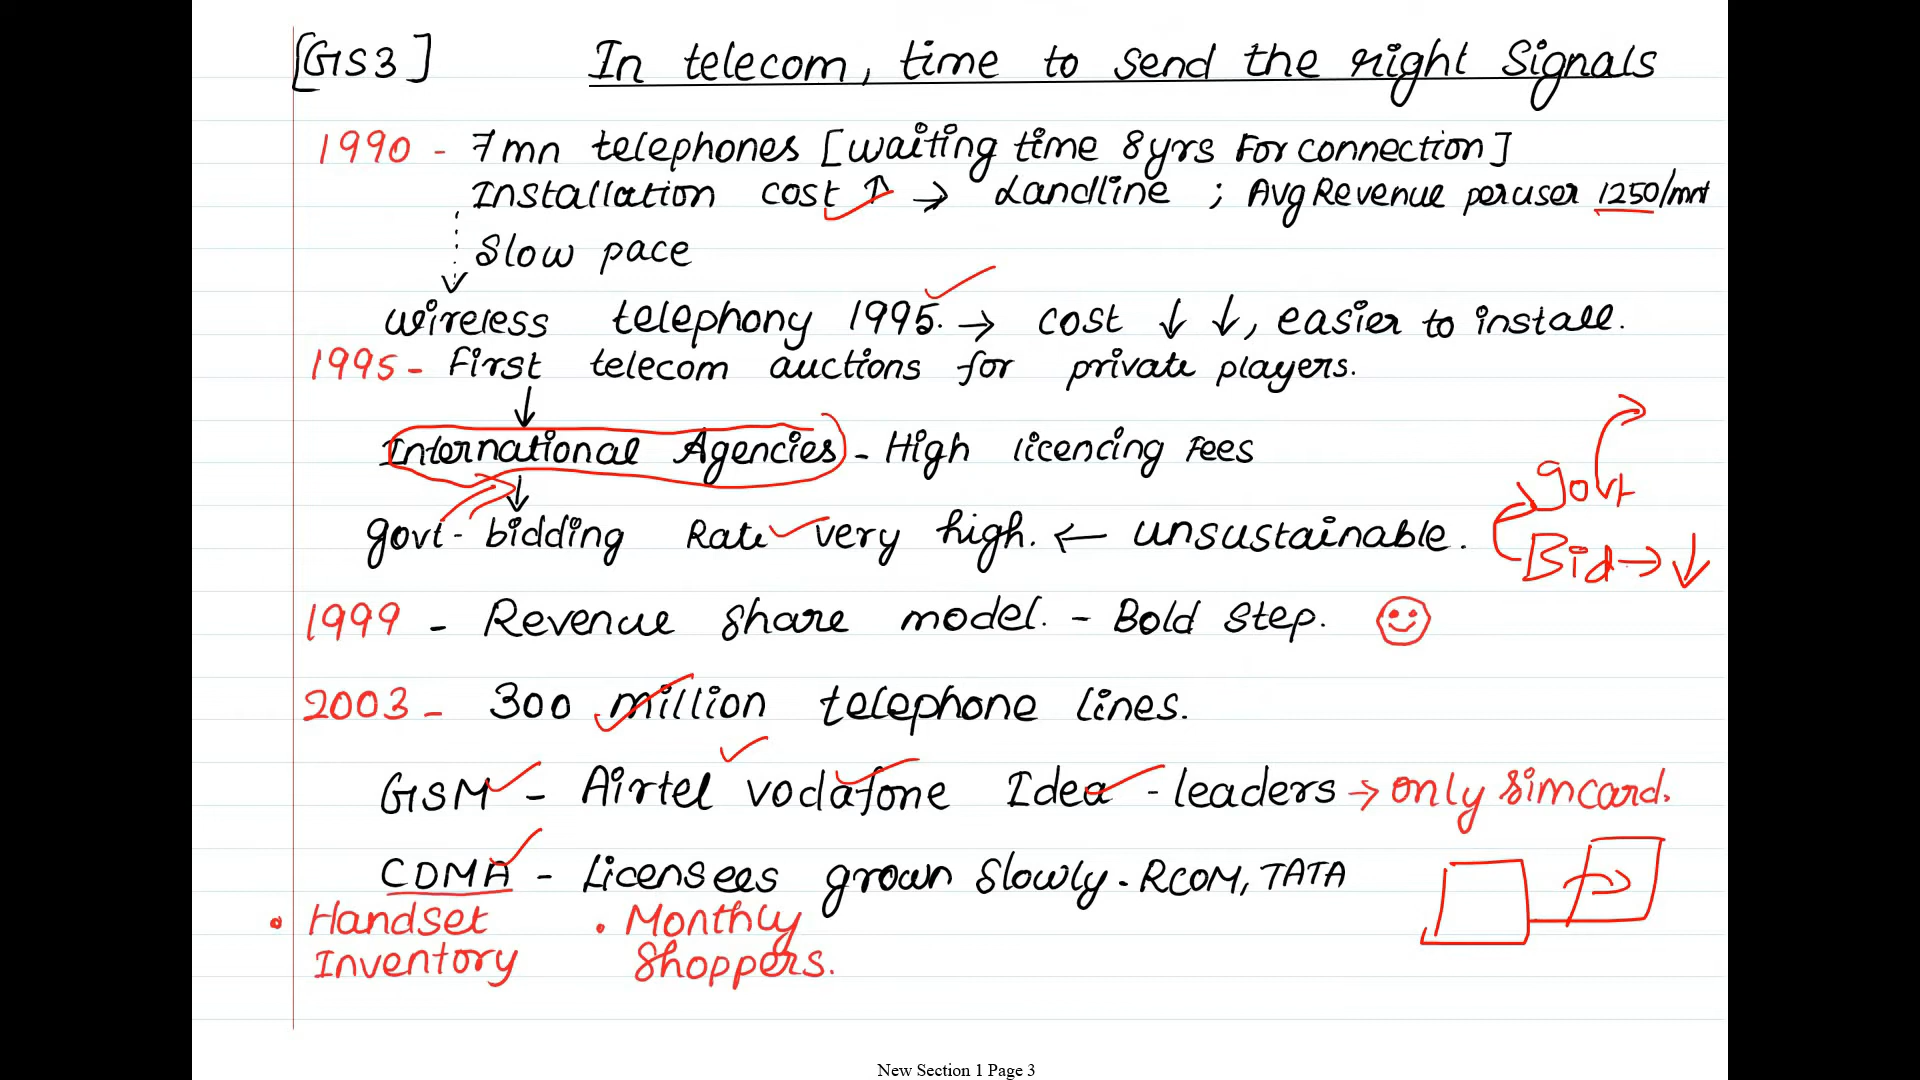 [GS3] In telecom, time to send the right Signals
1990 - 7mn telephones [waiting time 8yrs For connection]
Installation cost ↑ → Landline ; Avg Revenue per user 1250/mnt
Slow pace
wireless telephony 1995. → cost ↓ ↓, easier to install.
1995 - First telecom auctions for private players.
International Agencies - High licencing Fees
govt - bidding Rate very high. ← unsustainable.
govt
Bid → ↓
1999 - Revenue share model. - Bold step.
2003 - 300 million telephone lines.
GSM - Airtel vodafone Idea - leaders → only simcard.
CDMA - Licensees grown slowly - RCOM, TATA
• Handset Inventory
• Monthly Shoppers.
New Section 1 Page 3